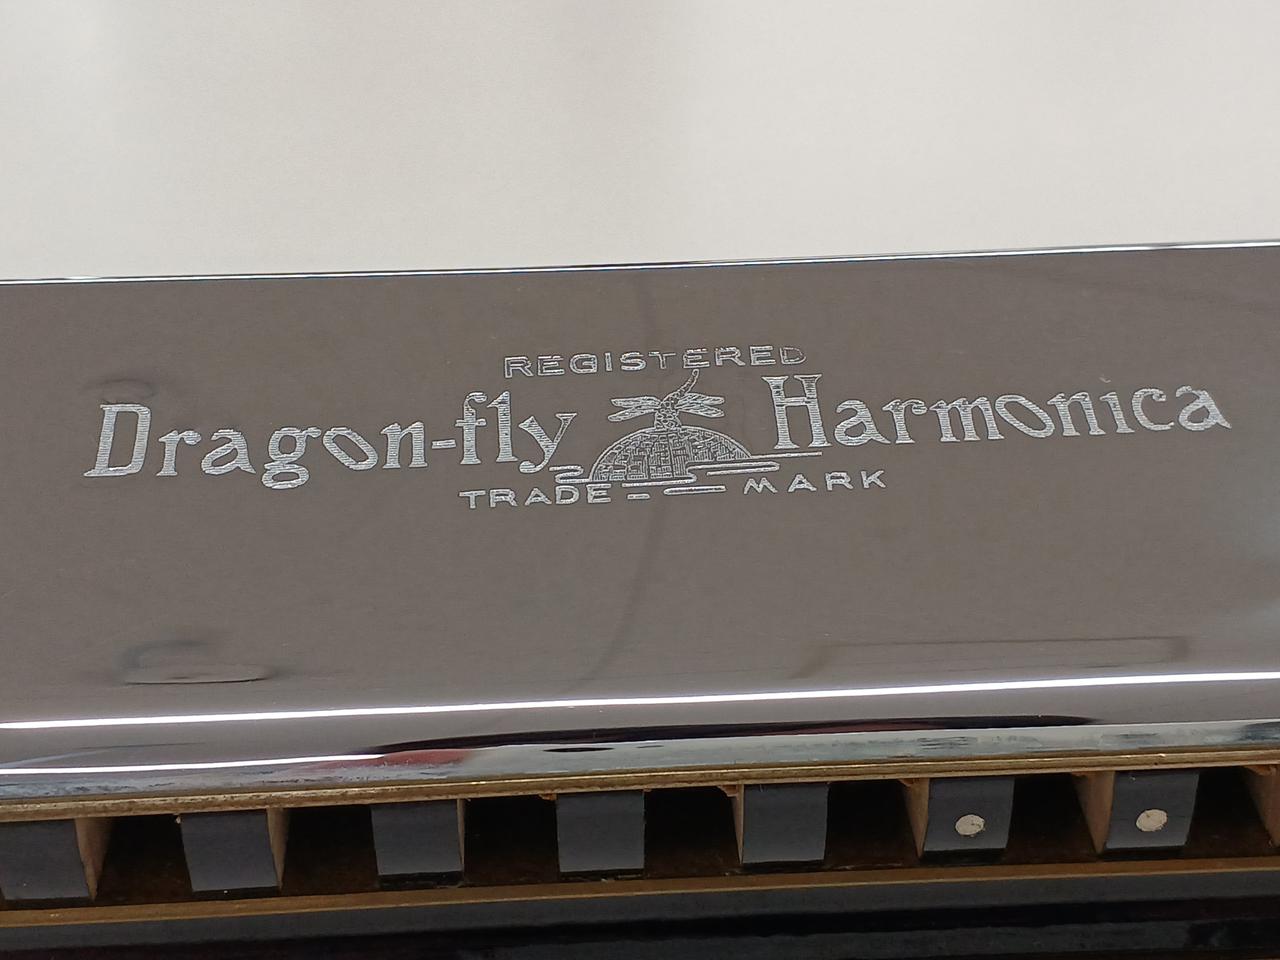 REGISTERED
Dragon-fly Harmonica
TRADE MARK